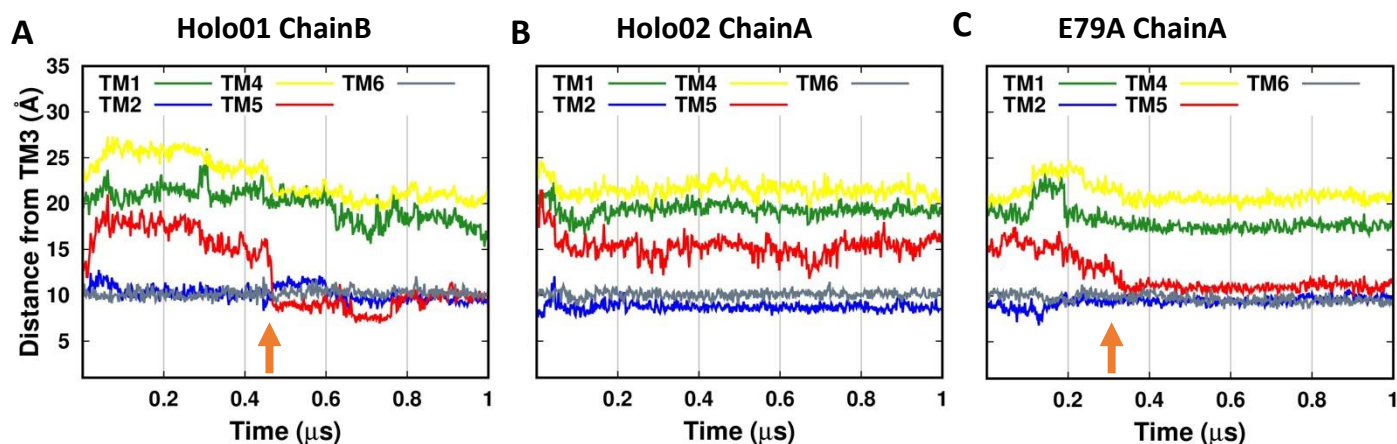 A Holo01 ChainB B Holo02 ChainA C E79A ChainA
Distance from TM3 (Å)
35
30
25
20
15
10
5
TM1 TM4 TM6
TM2 TM5
0.2 0.4 0.6 0.8 1
Time (μs)
TM1 TM4 TM6
TM2 TM5
0.2 0.4 0.6 0.8 1
Time (μs)
TM1 TM4 TM6
TM2 TM5
0.2 0.4 0.6 0.8 1
Time (μs)